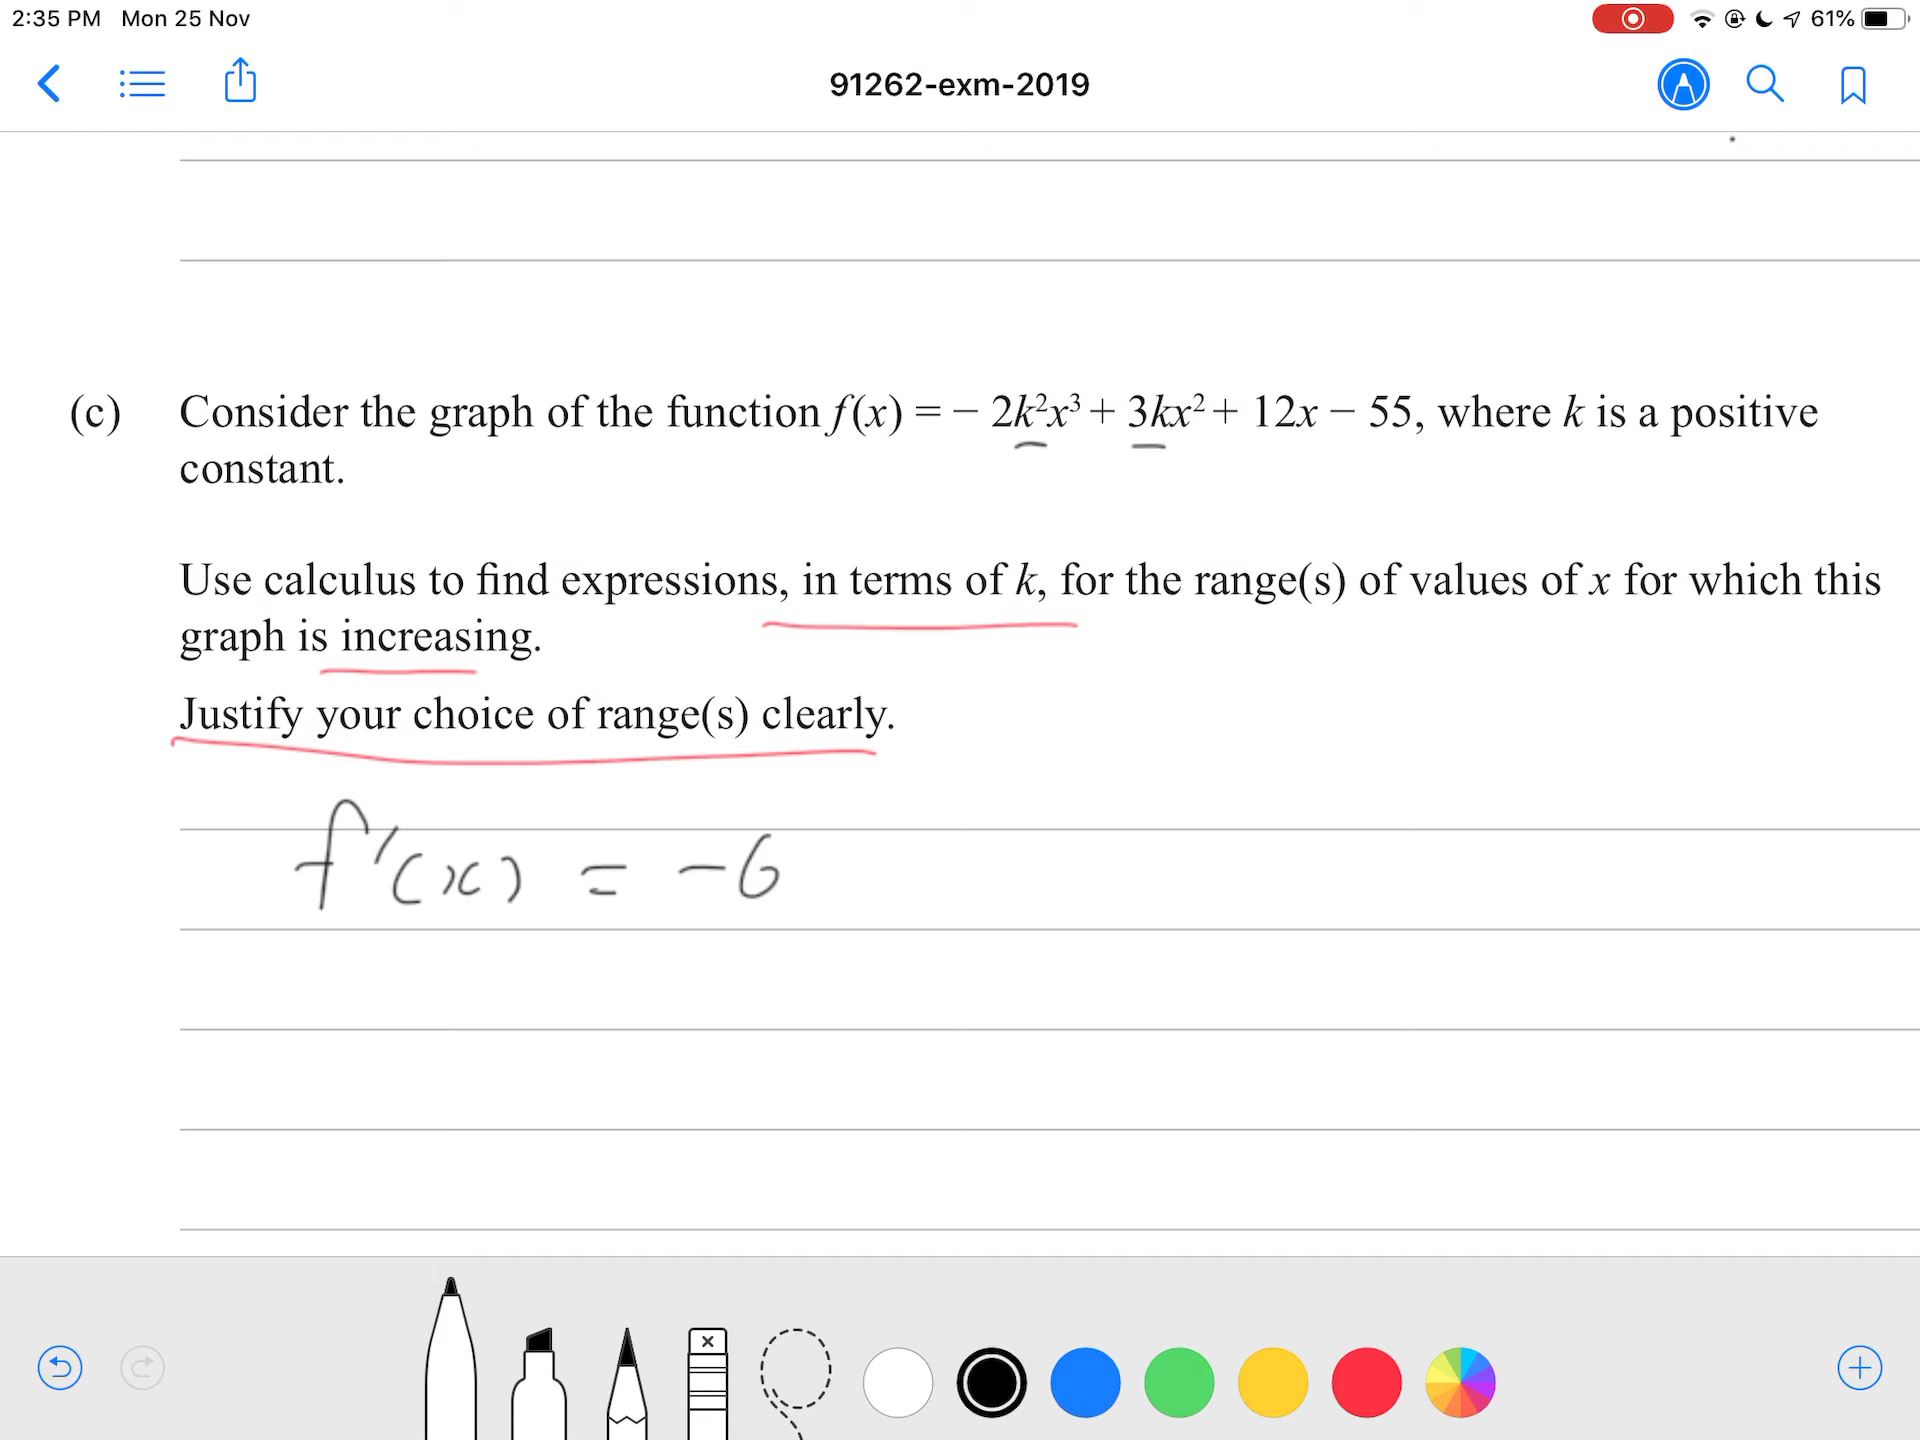 2:35 PM Mon 25 Nov 61%
91262-exm-2019
(c) Consider the graph of the function f(x) = − 2k²x³ + 3kx² + 12x − 55, where k is a positive
constant.
Use calculus to find expressions, in terms of k, for the range(s) of values of x for which this
graph is increasing.
Justify your choice of range(s) clearly.
f'(x) = -6